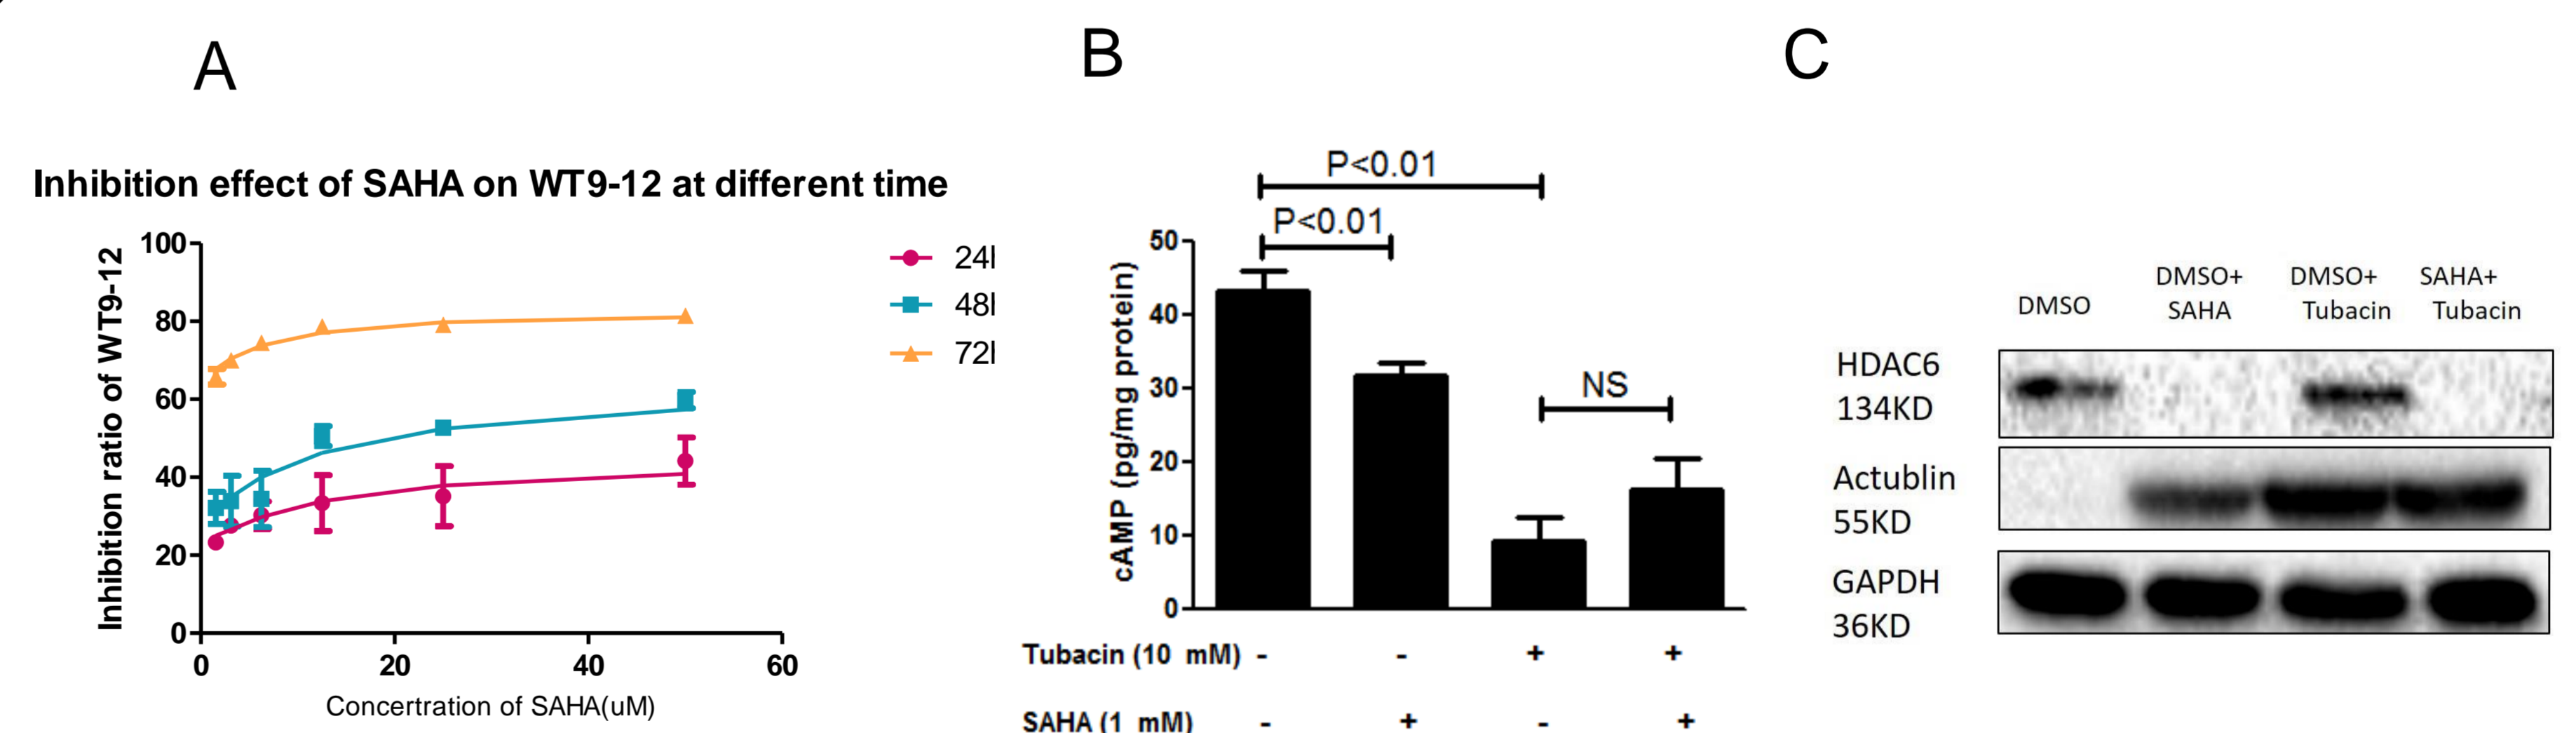 A
Inhibition effect of SAHA on WT9-12 at different time
Inhibition ratio of WT9-12
100
80
60
40
20
0
0 20 40 60
Concertration of SAHA(uM)
24l
48l
72l
B
P<0.01
P<0.01
NS
cAMP (pg/mg protein)
50
40
30
20
10
0
Tubacin (10 mM) - - + +
SAHA (1 mM) - + - +
C
DMSO
DMSO+
SAHA
DMSO+
Tubacin
SAHA+
Tubacin
HDAC6
134KD
Actublin
55KD
GAPDH
36KD